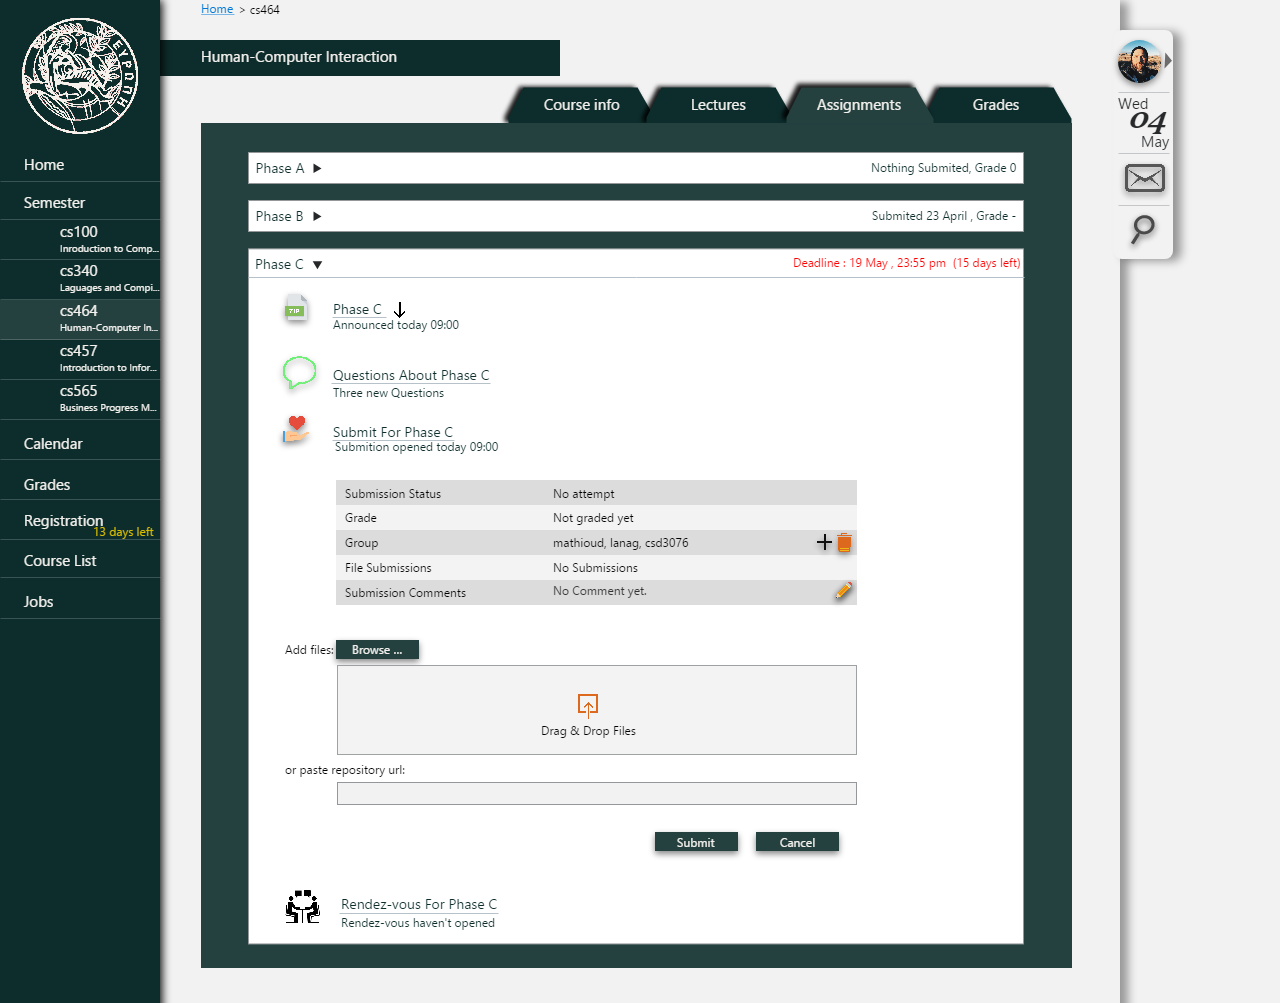 Home > cs464
ΕΥΡΩΠΗ
Human-Computer Interaction
Course info
Lectures
Assignments
Grades
Wed
04
May
Home
Semester
cs100
Inroduction to Comp...
cs340
Laguages and Compi...
cs464
Human-Computer In...
cs457
Introduction to Infor...
cs565
Business Progress M...
Calendar
Grades
Registration
13 days left
Course List
Jobs
Phase A
Nothing Submited, Grade 0
Phase B
Submited 23 April , Grade -
Phase C
Deadline : 19 May , 23:55 pm (15 days left)
ZIP
Phase C
Announced today 09:00
Questions About Phase C
Three new Questions
Submit For Phase C
Submition opened today 09:00
Submission Status No attempt
Grade Not graded yet
Group mathioud, lanag, csd3076
File Submissions No Submissions
Submission Comments No Comment yet.
Add files: Browse ...
Drag & Drop Files
or paste repository url:
Submit Cancel
Rendez-vous For Phase C
Rendez-vous haven't opened